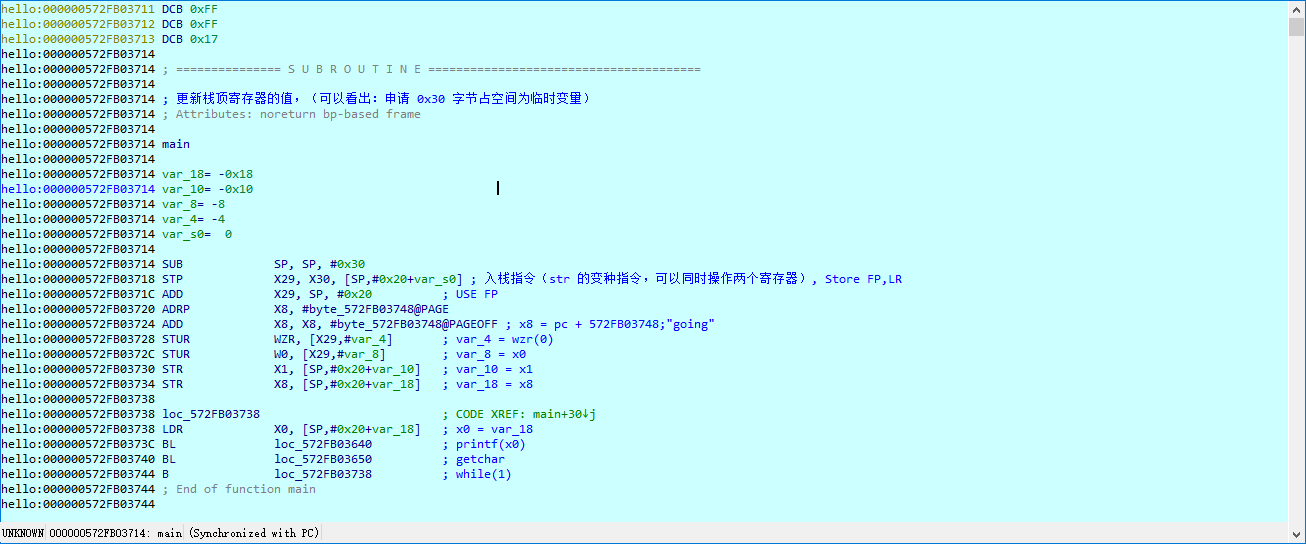 hello:000000572FB03711 DCB 0xFF
hello:000000572FB03712 DCB 0xFF
hello:000000572FB03713 DCB 0x17
hello:000000572FB03714
hello:000000572FB03714 ; =============== S U B R O U T I N E =======================================
hello:000000572FB03714
hello:000000572FB03714 ; 更新栈顶寄存器的值，（可以看出：申请 0x30 字节占空间为临时变量）
hello:000000572FB03714 ; Attributes: noreturn bp-based frame
hello:000000572FB03714
hello:000000572FB03714 main
hello:000000572FB03714
hello:000000572FB03714 var_18= -0x18
hello:000000572FB03714 var_10= -0x10
hello:000000572FB03714 var_8= -8
hello:000000572FB03714 var_4= -4
hello:000000572FB03714 var_s0=  0
hello:000000572FB03714
hello:000000572FB03714 SUB             SP, SP, #0x30
hello:000000572FB03718 STP             X29, X30, [SP,#0x20+var_s0] ; 入栈指令（str 的变种指令，可以同时操作两个寄存器）, Store FP,LR
hello:000000572FB0371C ADD             X29, SP, #0x20          ; USE FP
hello:000000572FB03720 ADRP            X8, #byte_572FB03748@PAGE
hello:000000572FB03724 ADD             X8, X8, #byte_572FB03748@PAGEOFF ; x8 = pc + 572FB03748;"going"
hello:000000572FB03728 STUR            WZR, [X29,#var_4]       ; var_4 = wzr(0)
hello:000000572FB0372C STUR            W0, [X29,#var_8]        ; var_8 = x0
hello:000000572FB03730 STR             X1, [SP,#0x20+var_10]   ; var_10 = x1
hello:000000572FB03734 STR             X8, [SP,#0x20+var_18]   ; var_18 = x8
hello:000000572FB03738
hello:000000572FB03738 loc_572FB03738                          ; CODE XREF: main+30↓j
hello:000000572FB03738 LDR             X0, [SP,#0x20+var_18]   ; x0 = var_18
hello:000000572FB0373C BL              loc_572FB03640          ; printf(x0)
hello:000000572FB03740 BL              loc_572FB03650          ; getchar
hello:000000572FB03744 B               loc_572FB03738          ; while(1)
hello:000000572FB03744 ; End of function main
hello:000000572FB03744
UNKNOWN 000000572FB03714: main (Synchronized with PC)